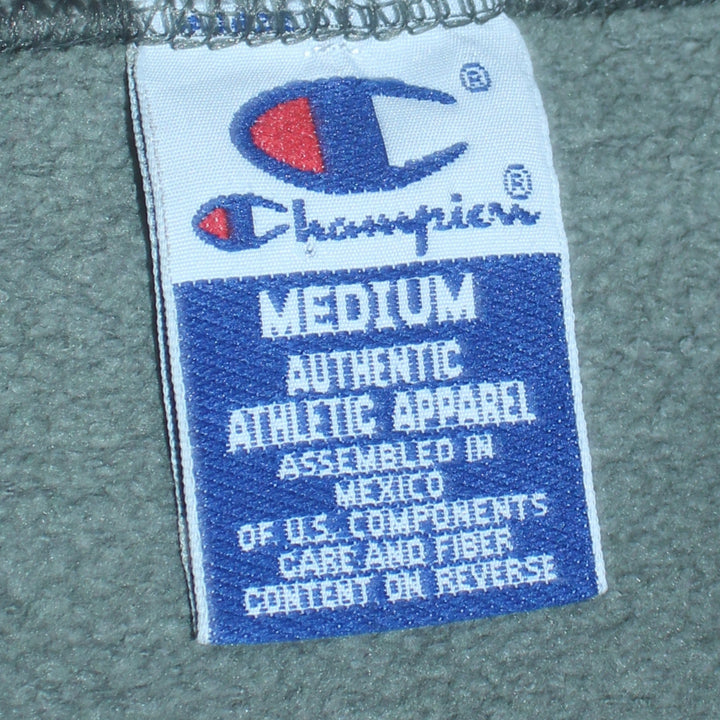 ®
Champion®
MEDIUM
AUTHENTIC
ATHLETIC APPAREL
ASSEMBLED IN
MEXICO
OF U.S. COMPONENTS
CARE AND FIBER
CONTENT ON REVERSE